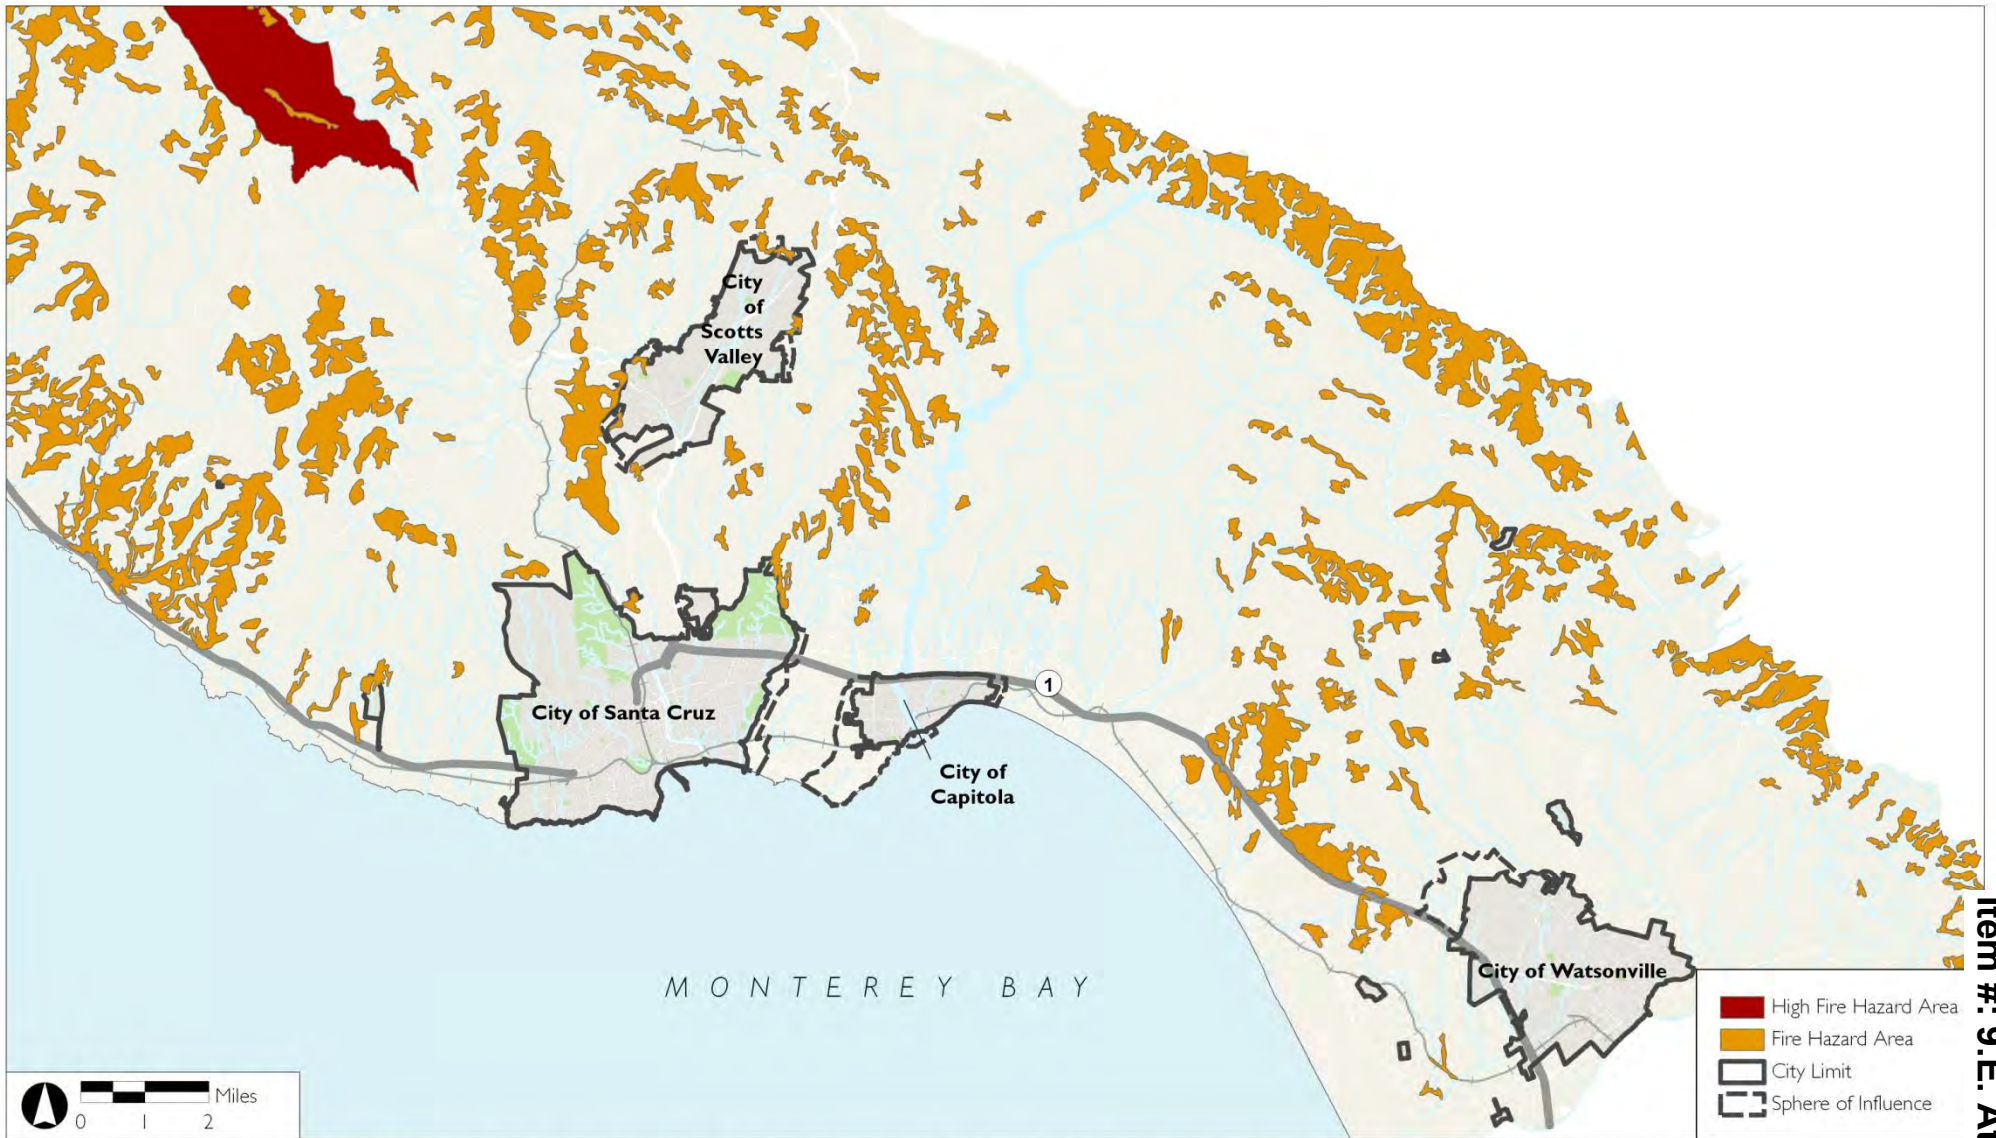 City
of
Scotts
Valley
City of Santa Cruz
1
City of
Capitola
MONTEREY BAY
City of Watsonville
High Fire Hazard Area
Fire Hazard Area
City Limit
Sphere of Influence
Miles
0 1 2
Item #: 9.E.